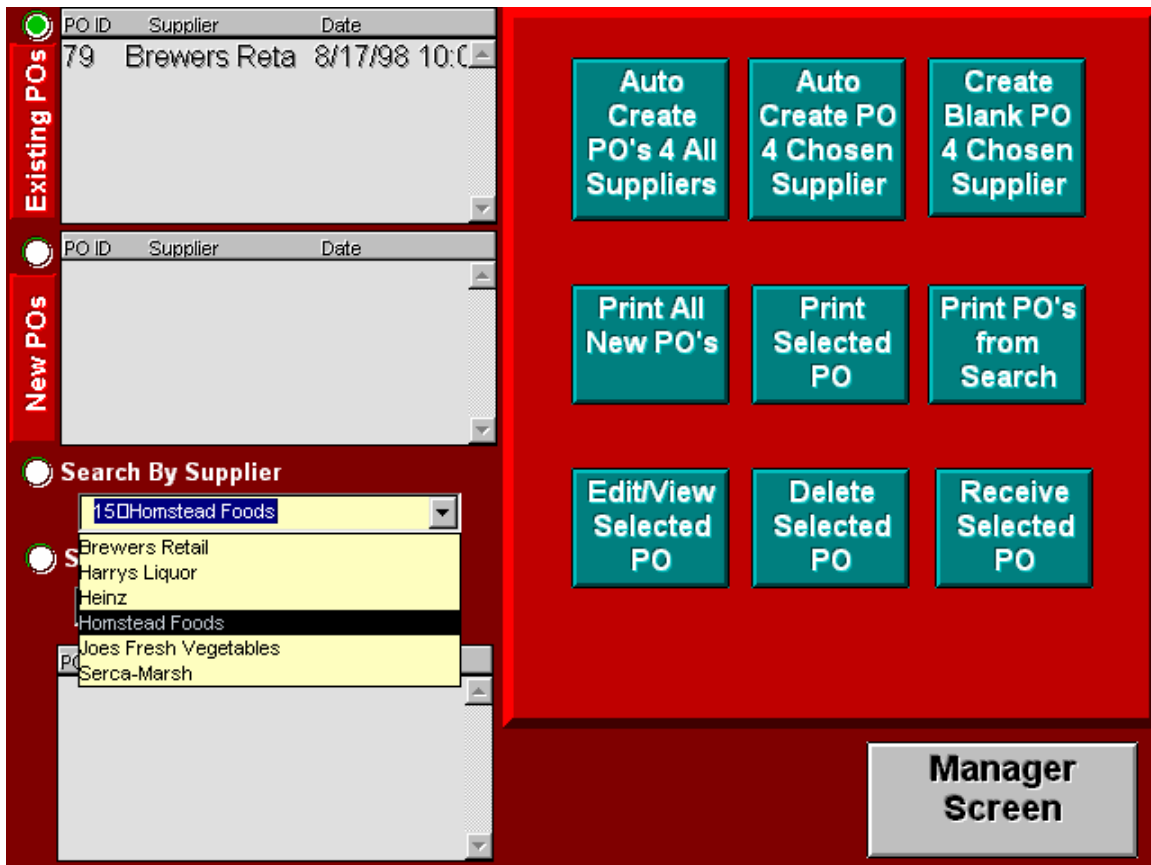 PO ID Supplier Date
79 Brewers Reta 8/17/98 10:0
Existing POs
PO ID Supplier Date
New POs
Search By Supplier
15□Homstead Foods
Brewers Retail
Harrys Liquor
Heinz
Homstead Foods
Joes Fresh Vegetables
Serca-Marsh
Auto
Create
PO's 4 All
Suppliers
Auto
Create PO
4 Chosen
Supplier
Create
Blank PO
4 Chosen
Supplier
Print All
New PO's
Print
Selected
PO
Print PO's
from
Search
Edit/View
Selected
PO
Delete
Selected
PO
Receive
Selected
PO
Manager
Screen